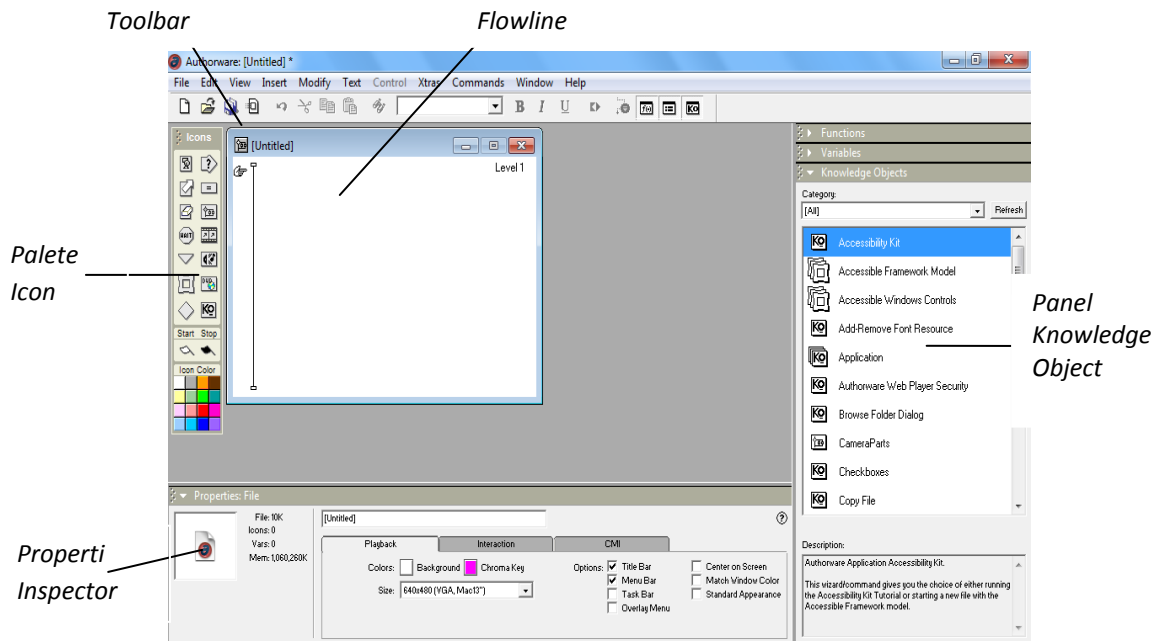 Toolbar
Flowline
Authorware: [Untitled] *
File Edit View Insert Modify Text Control Xtras Commands Window Help
B I U
Icons
[Untitled]
Level 1
WAIT
KO
Start Stop
Icon Color
Palete
Icon
Functions
Variables
Knowledge Objects
Category:
[All]
Refresh
Accessibility Kit
Accessible Framework Model
Accessible Windows Controls
Add-Remove Font Resource
Application
Authorware Web Player Security
Browse Folder Dialog
CameraParts
Checkboxes
Copy File
Panel
Knowledge
Object
Description:
Authorware Application Accessibility Kit.
This wizard/command gives you the choice of either running
the Accessibility Kit Tutorial or starting a new file with the
Accessible Framework model.
Properti
Inspector
Properties: File
File: 10K
Icons: 0
Vars: 0
Mem: 1,060,260K
[Untitled]
Playback
Interaction
CMI
Colors: Background Chroma Key
Size: 640x480 (VGA, Mac13")
Options: Title Bar
Menu Bar
Task Bar
Overlay Menu
Center on Screen
Match Window Color
Standard Appearance